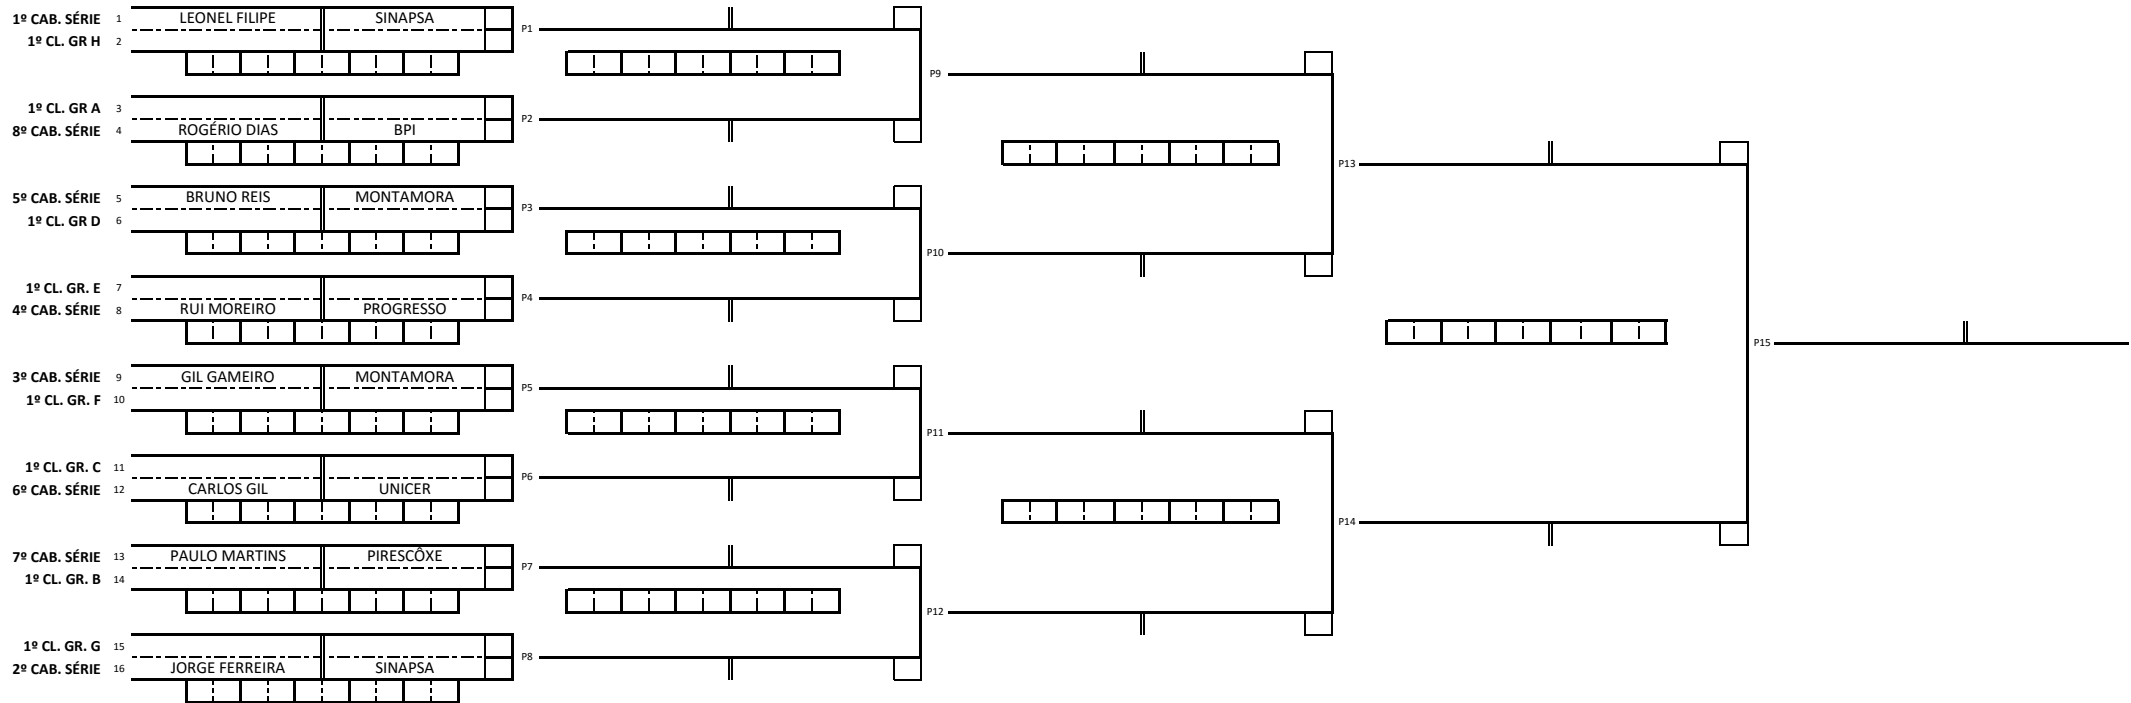 1º CAB. SÉRIE 1 LEONEL FILIPE SINAPSA
P1
1º CL. GR H 2
P9
1º CL. GR A 3
P2
8º CAB. SÉRIE 4 ROGÉRIO DIAS BPI
P13
5º CAB. SÉRIE 5 BRUNO REIS MONTAMORA
P3
1º CL. GR D 6
P10
1º CL. GR. E 7
P4
4º CAB. SÉRIE 8 RUI MOREIRO PROGRESSO
P15
3º CAB. SÉRIE 9 GIL GAMEIRO MONTAMORA
P5
1º CL. GR. F 10
P11
1º CL. GR. C 11
P6
6º CAB. SÉRIE 12 CARLOS GIL UNICER
P14
7º CAB. SÉRIE 13 PAULO MARTINS PIRESCÔXE
P7
1º CL. GR. B 14
P12
1º CL. GR. G 15
P8
2º CAB. SÉRIE 16 JORGE FERREIRA SINAPSA